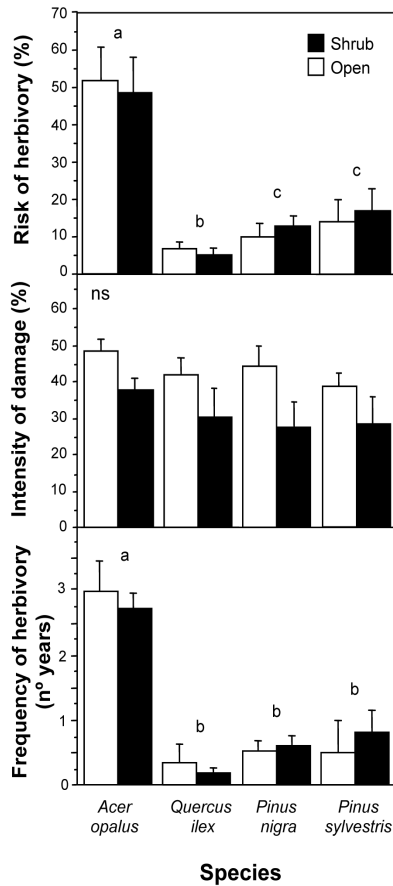 Risk of herbivory (%)
70
60
50
40
30
20
10
0
a
b
c
c
Shrub
Open
Intensity of damage (%)
ns
50
40
30
20
10
0
Frequency of herbivory
(nº years)
3
2
1
0
a
b
b
b
Acer
opalus
Quercus
ilex
Pinus
nigra
Pinus
sylvestris
Species